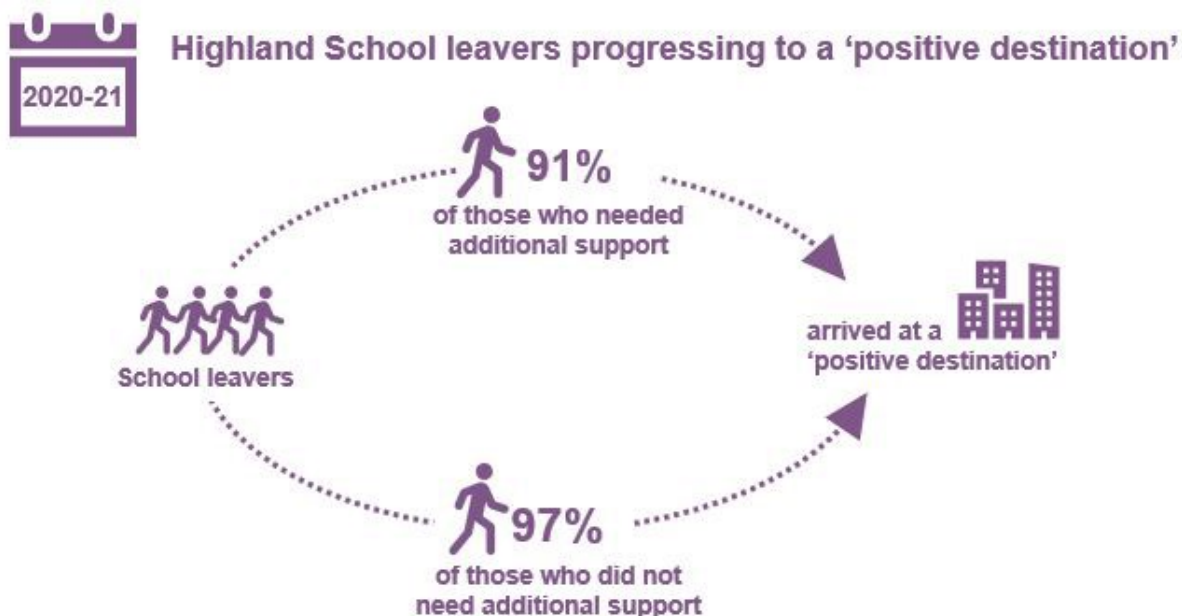 Highland School leavers progressing to a ‘positive destination’
2020-21
91%
of those who needed
additional support
School leavers
arrived at a
‘positive destination’
97%
of those who did not
need additional support